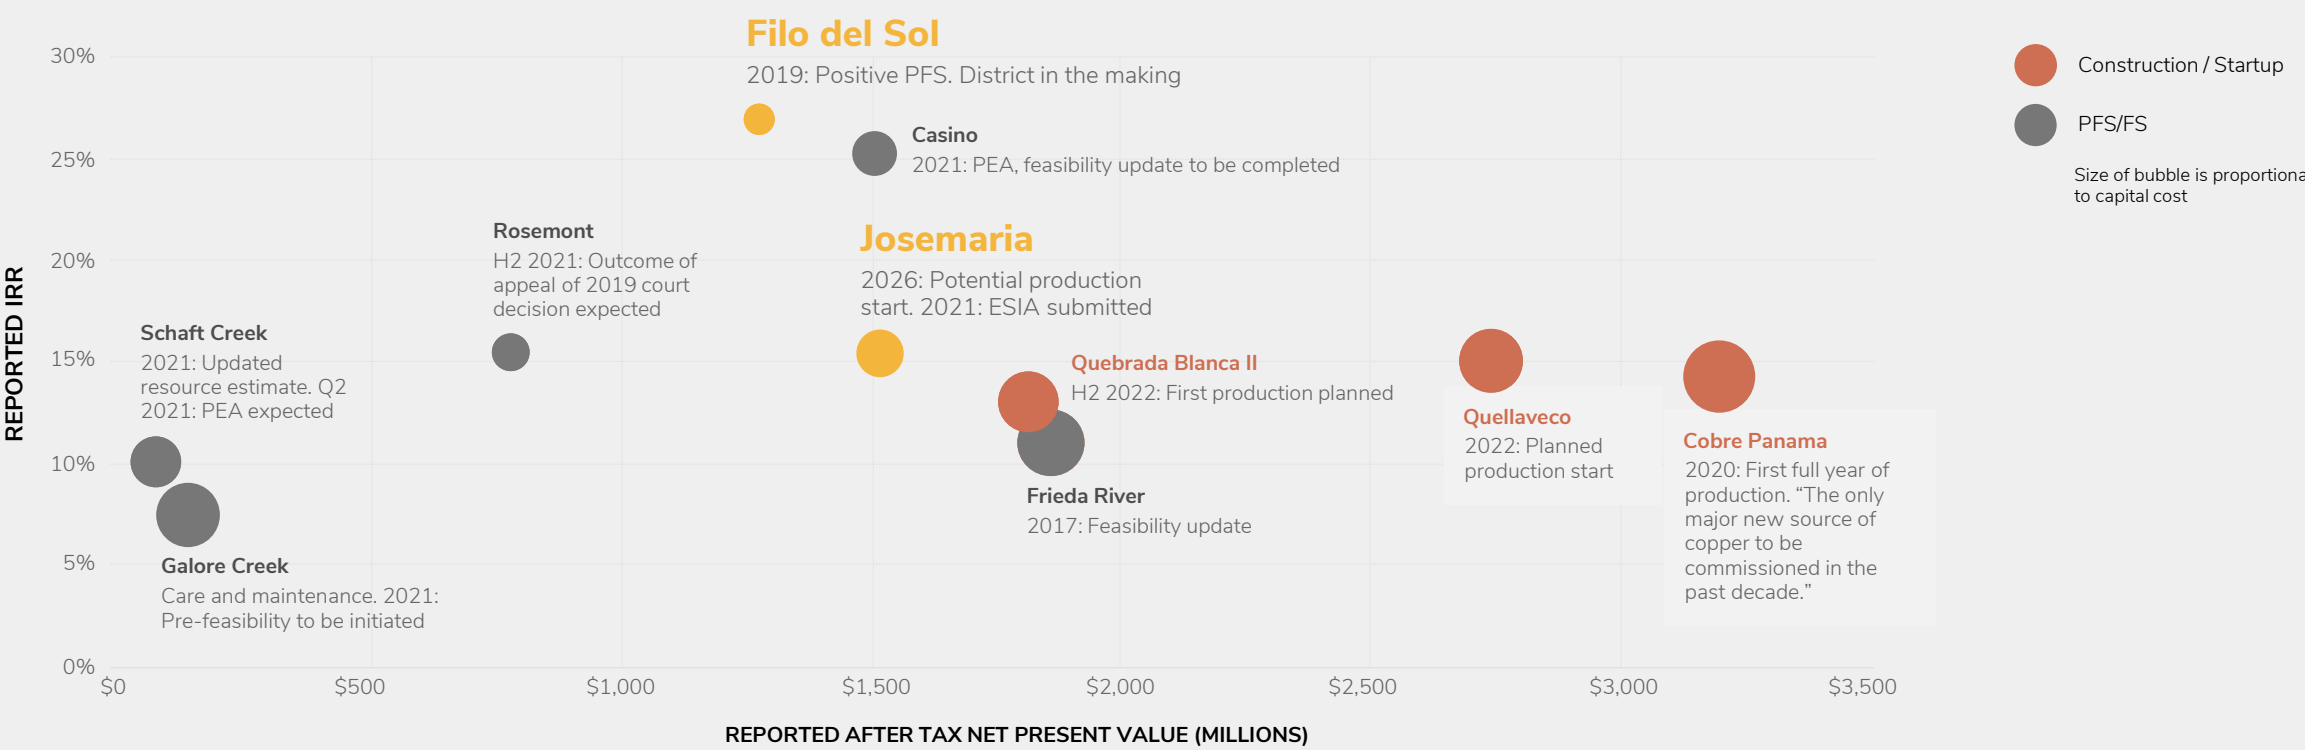 Filo del Sol
2019: Positive PFS. District in the making
30%
25%
20%
15%
10%
5%
0%
REPORTED IRR
Casino
2021: PEA, feasibility update to be completed
Rosemont
H2 2021: Outcome of
appeal of 2019 court
decision expected
Josemaria
2026: Potential production
start. 2021: ESIA submitted
Schaft Creek
2021: Updated
resource estimate. Q2
2021: PEA expected
Quebrada Blanca II
H2 2022: First production planned
Quellaveco
2022: Planned
production start
Cobre Panama
2020: First full year of
production. “The only
major new source of
copper to be
commissioned in the
past decade.”
Frieda River
2017: Feasibility update
Galore Creek
Care and maintenance. 2021:
Pre-feasibility to be initiated
$0
$500
$1,000
$1,500
$2,000
$2,500
$3,000
$3,500
REPORTED AFTER TAX NET PRESENT VALUE (MILLIONS)
Construction / Startup
PFS/FS
Size of bubble is proportiona
to capital cost